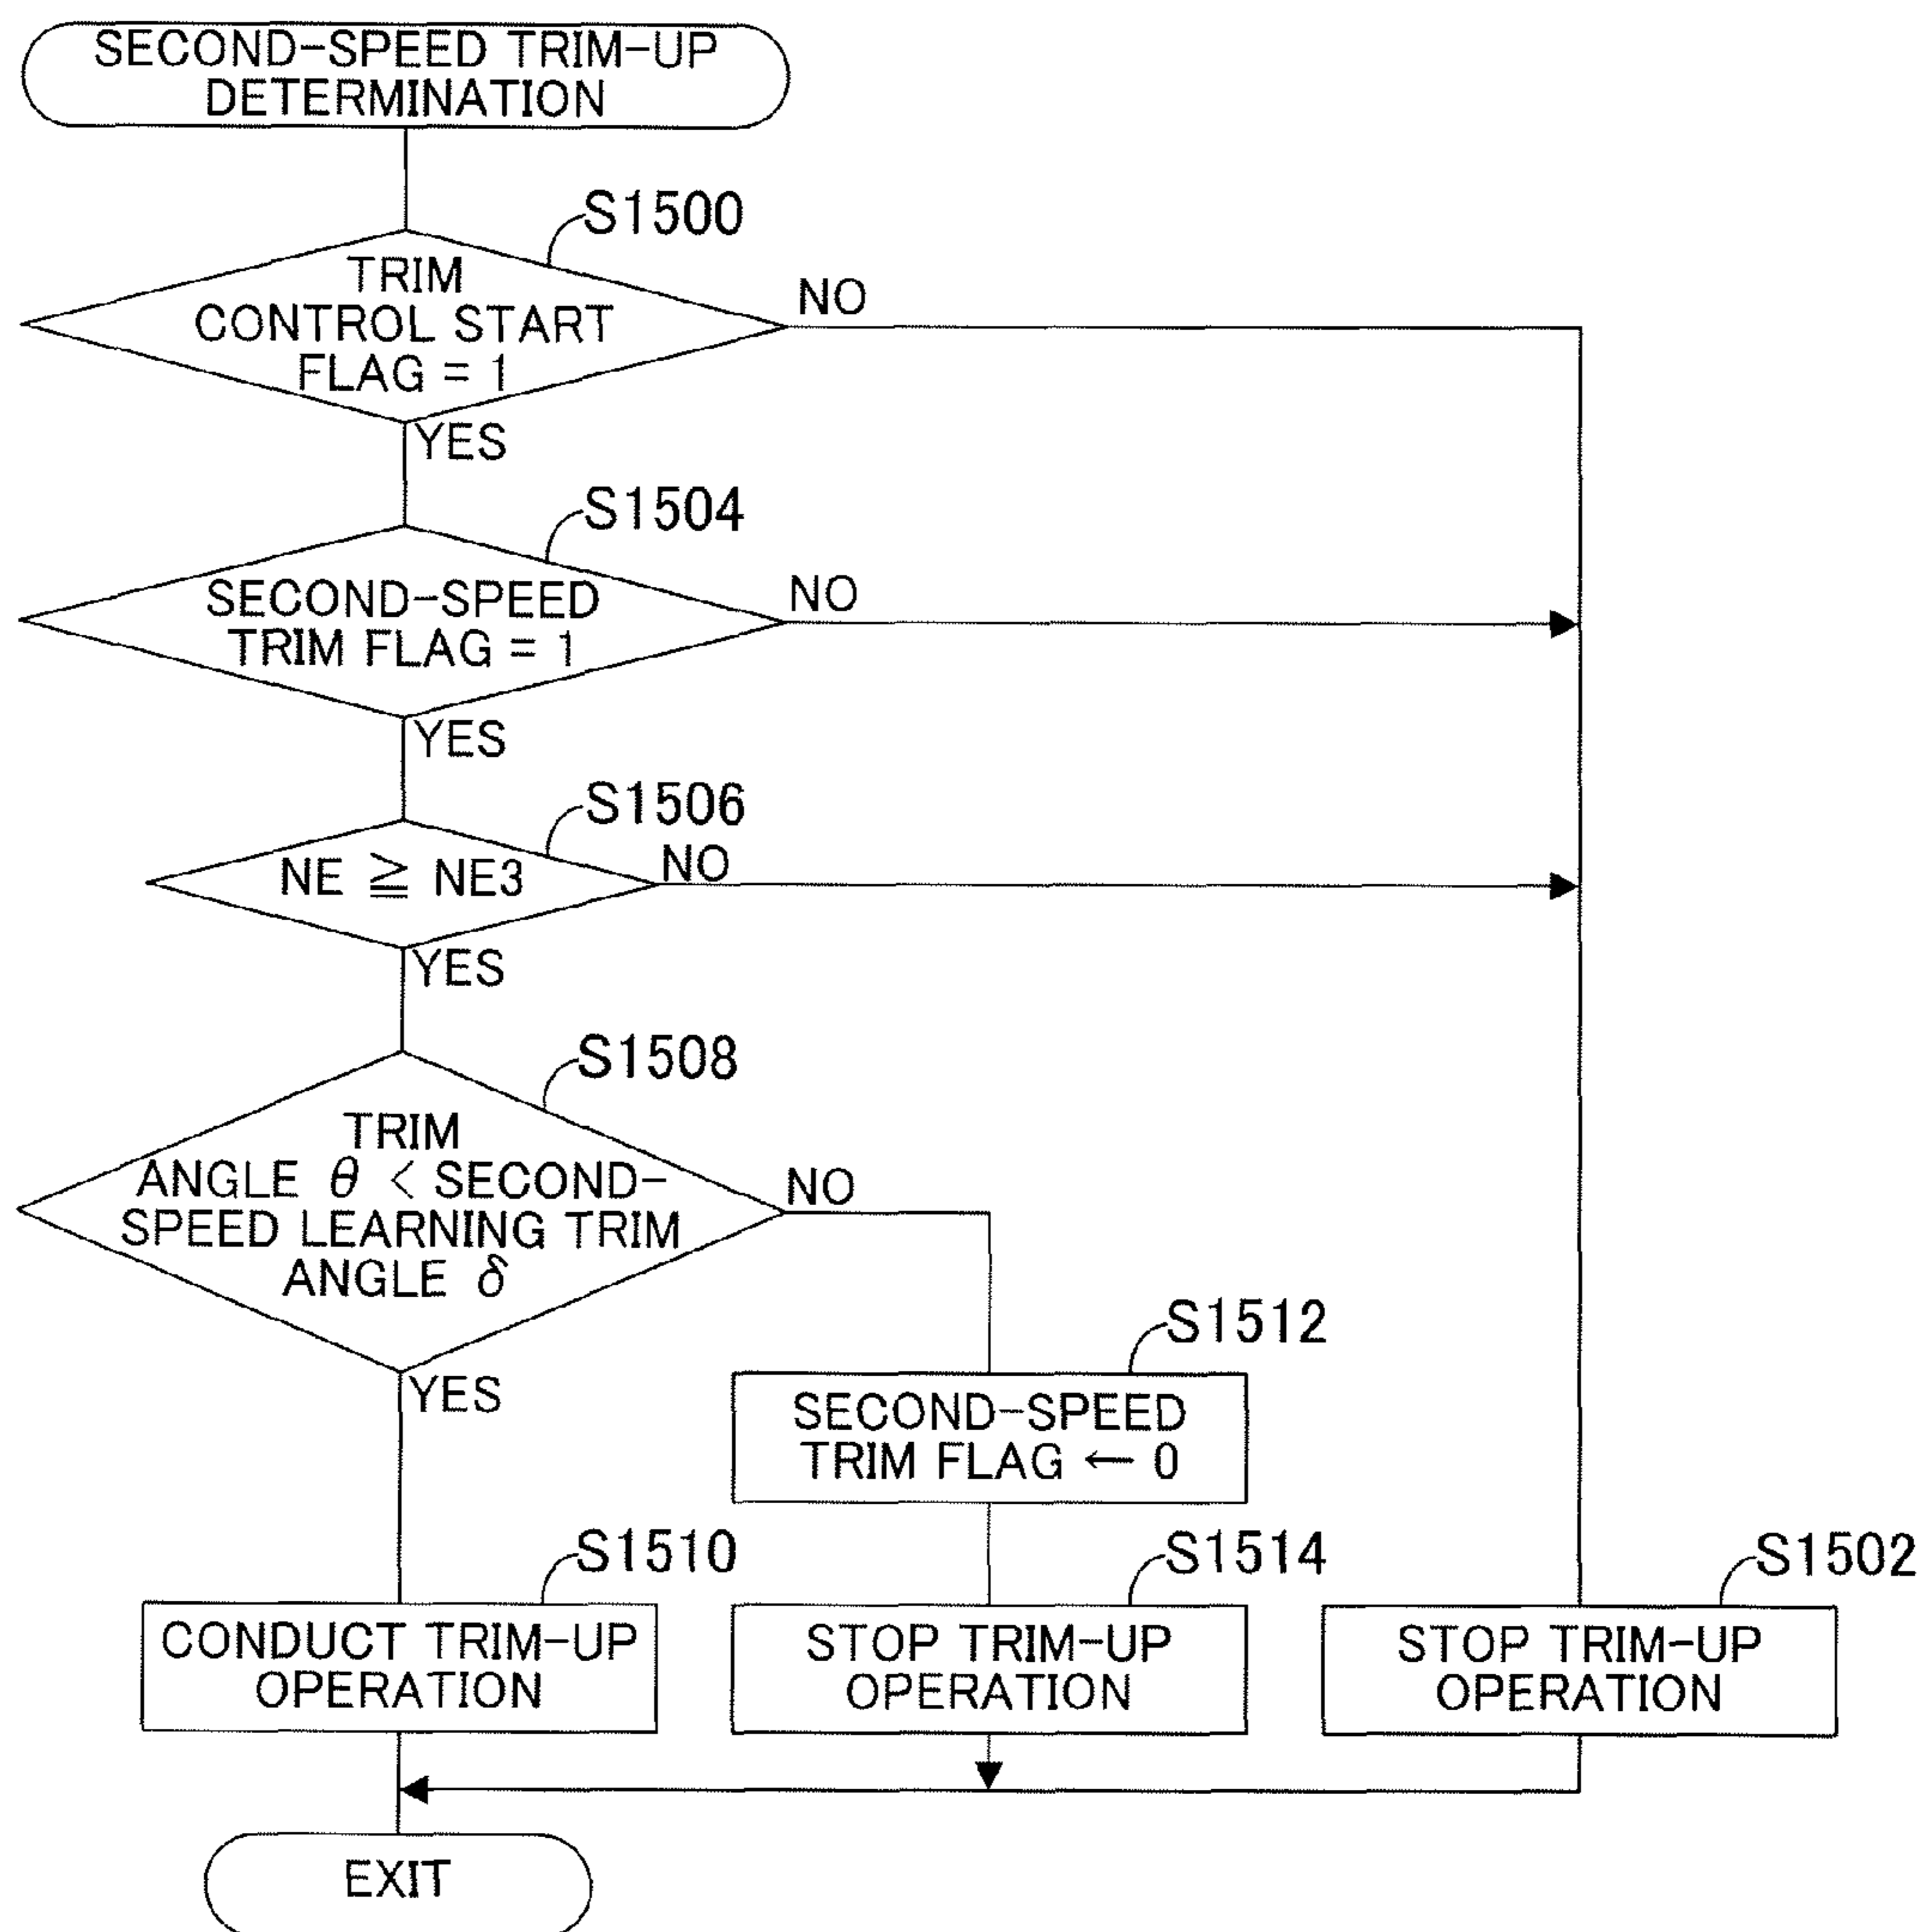 SECOND-SPEED TRIM-UP
DETERMINATION
S1500
TRIM
CONTROL START
FLAG = 1
NO
YES
S1504
SECOND-SPEED
TRIM FLAG = 1
NO
YES
S1506
NE ≧ NE3
NO
YES
S1508
TRIM
ANGLE θ < SECOND-
SPEED LEARNING TRIM
ANGLE δ
NO
YES
S1512
SECOND-SPEED
TRIM FLAG ← 0
S1510
CONDUCT TRIM-UP
OPERATION
S1514
STOP TRIM-UP
OPERATION
S1502
STOP TRIM-UP
OPERATION
EXIT